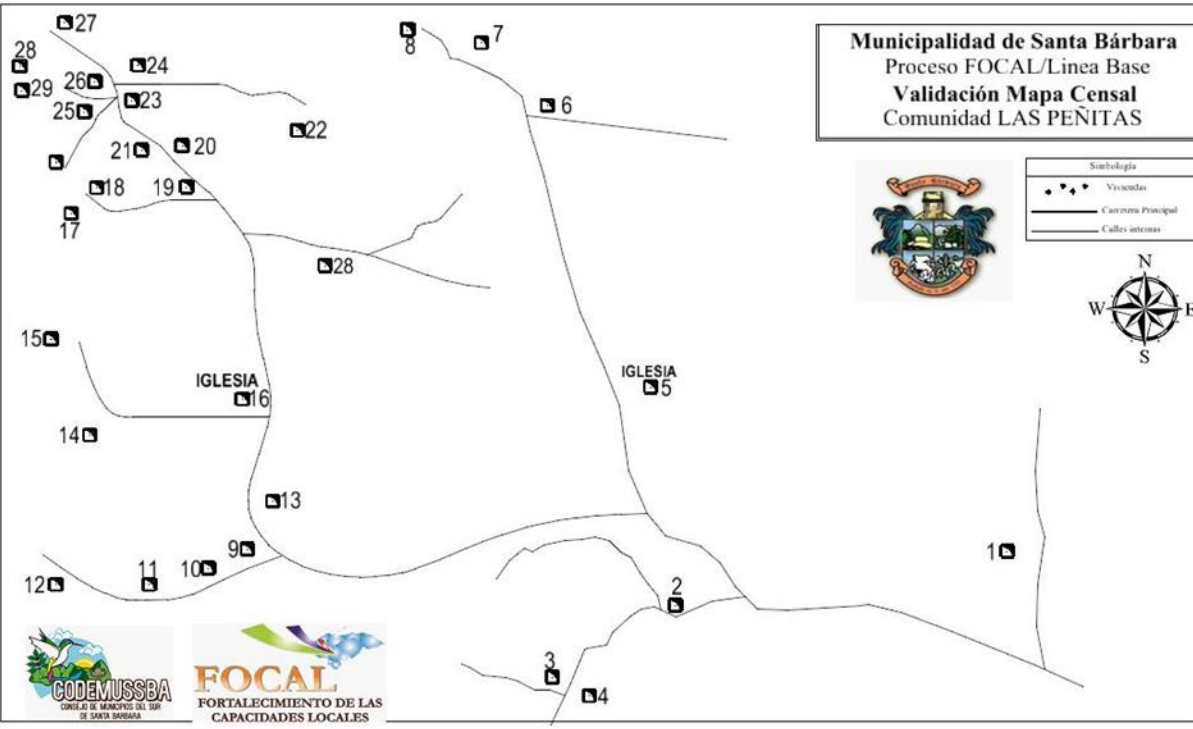 Municipalidad de Santa Bárbara
Proceso FOCAL/Linea Base
Validación Mapa Censal
Comunidad LAS PEÑITAS
Simbología
Viviendas
Carretera Principal
Calles internas
N
W
E
S
27
8
7
28
24
26
29
23
6
25
22
21
20
18
19
17
28
15
IGLESIA
16
IGLESIA
5
14
13
9
1
10
11
12
2
3
4
CODEMUSSBA
CONSEJO DE MUNICIPIOS DEL SUR
DE SANTA BARBARA
FOCAL
FORTALECIMIENTO DE LAS
CAPACIDADES LOCALES